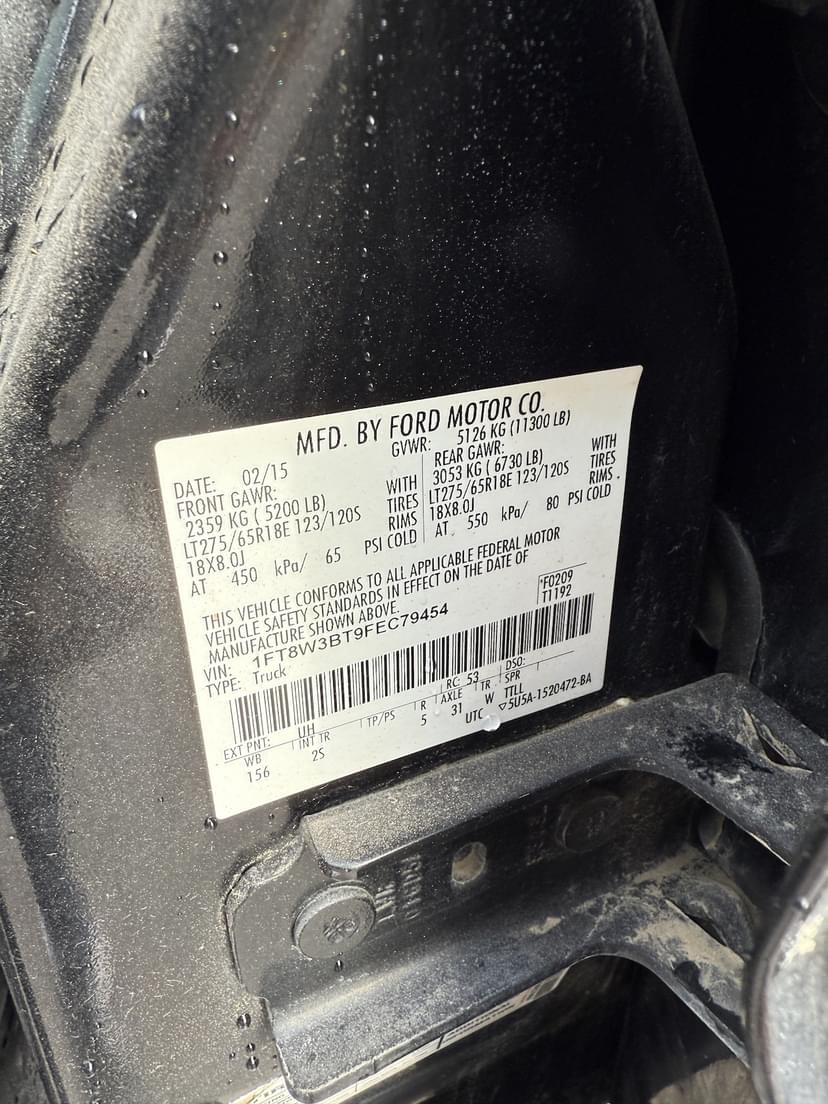 MFD. BY FORD MOTOR CO.
DATE: 02/15
GVWR: 5126 KG (11300 LB)
FRONT GAWR:
2359 KG ( 5200 LB) WITH
LT275/65R18E 123/120S TIRES
18X8.0J RIMS
AT 450 kPa/ 65 PSI COLD
REAR GAWR:
3053 KG ( 6730 LB) WITH
LT275/65R18E 123/120S TIRES
18X8.0J RIMS
AT 550 kPa/ 80 PSI COLD
THIS VEHICLE CONFORMS TO ALL APPLICABLE FEDERAL MOTOR
VEHICLE SAFETY STANDARDS IN EFFECT ON THE DATE OF
MANUFACTURE SHOWN ABOVE.
VIN: 1FT8W3BT9FEC79454
TYPE: Truck
*F0209
T1192
EXT PNT: UH RC: 53 DSO:
WB INT TR TP/PS R AXLE TR SPR
156 2S 5 31 W TTLL
UTC ▽5U5A-1520472-BA